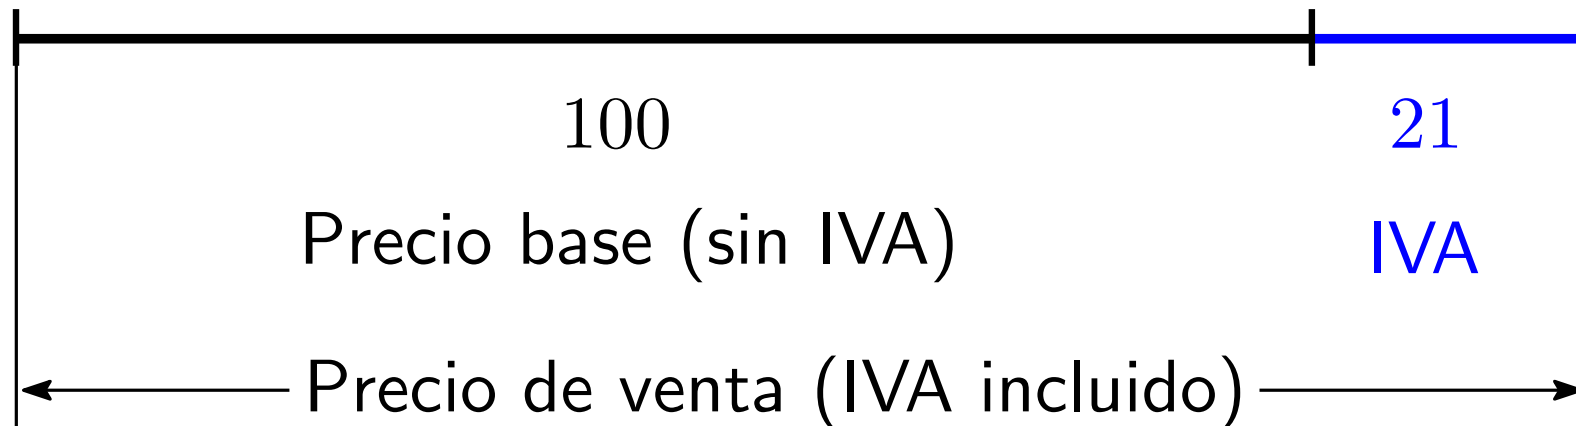 100 21
Precio base (sin IVA) IVA
Precio de venta (IVA incluido)